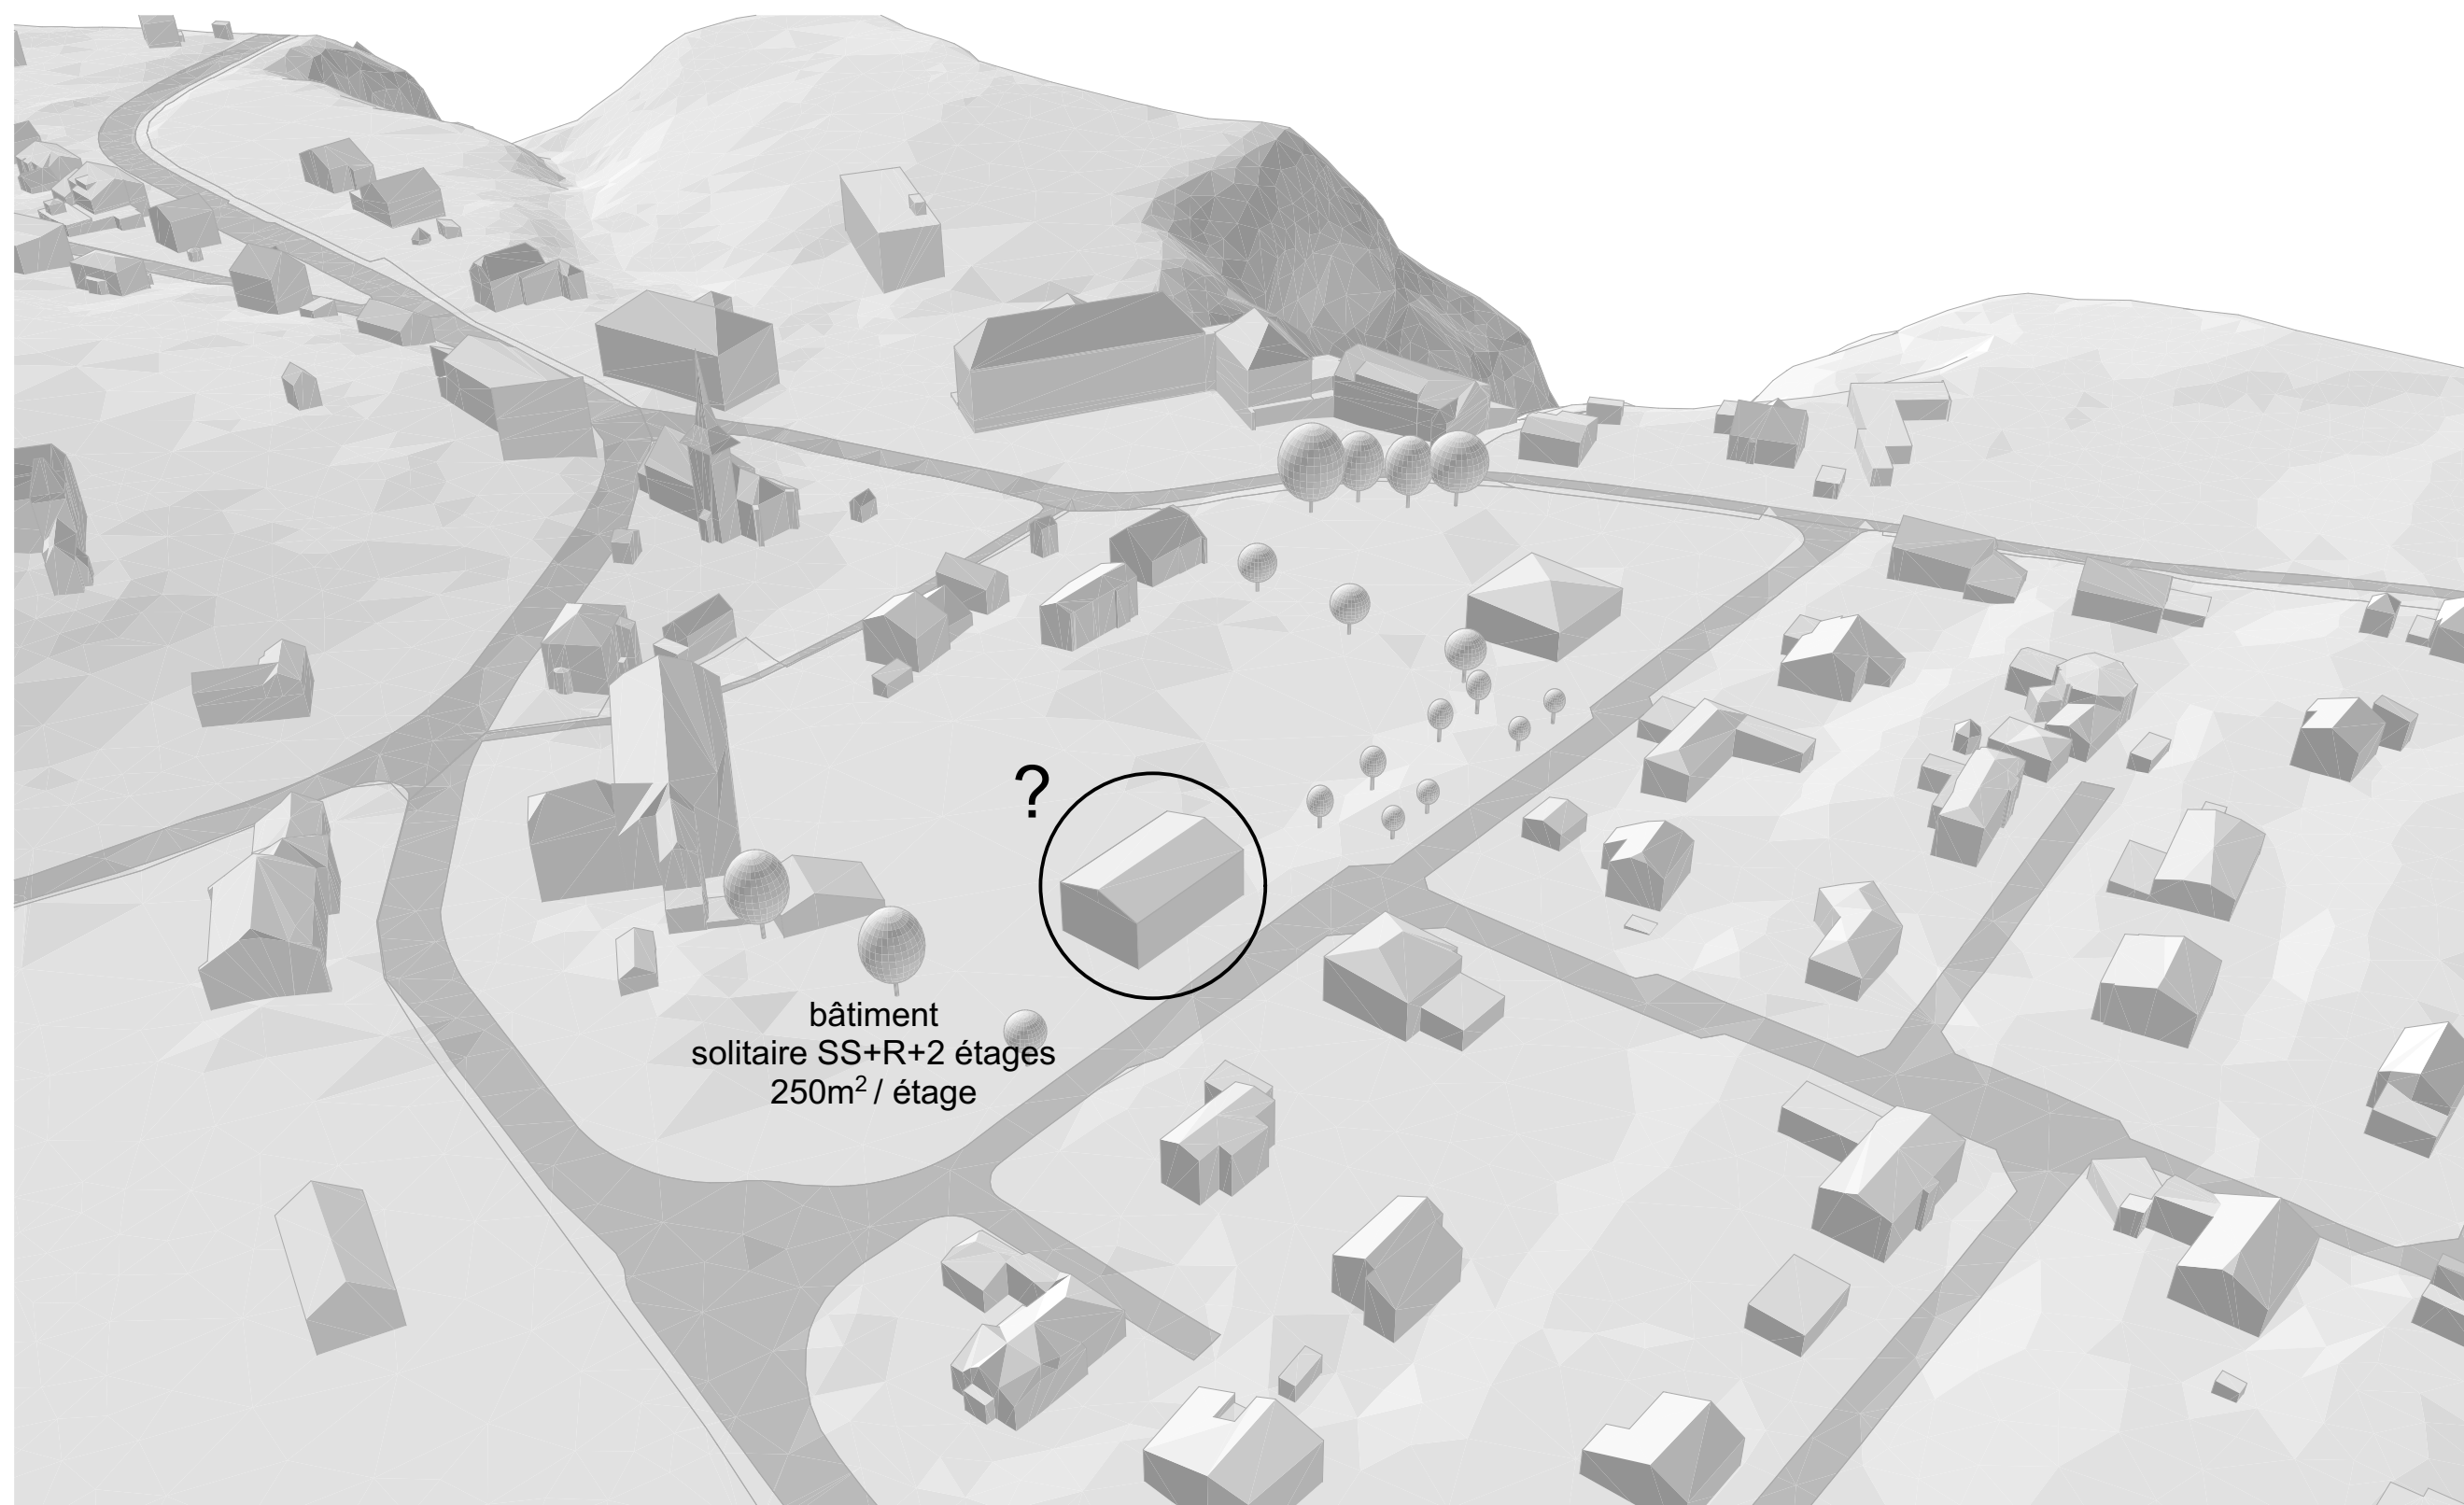 ?
bâtiment
solitaire SS+R+2 étages
250m² / étage